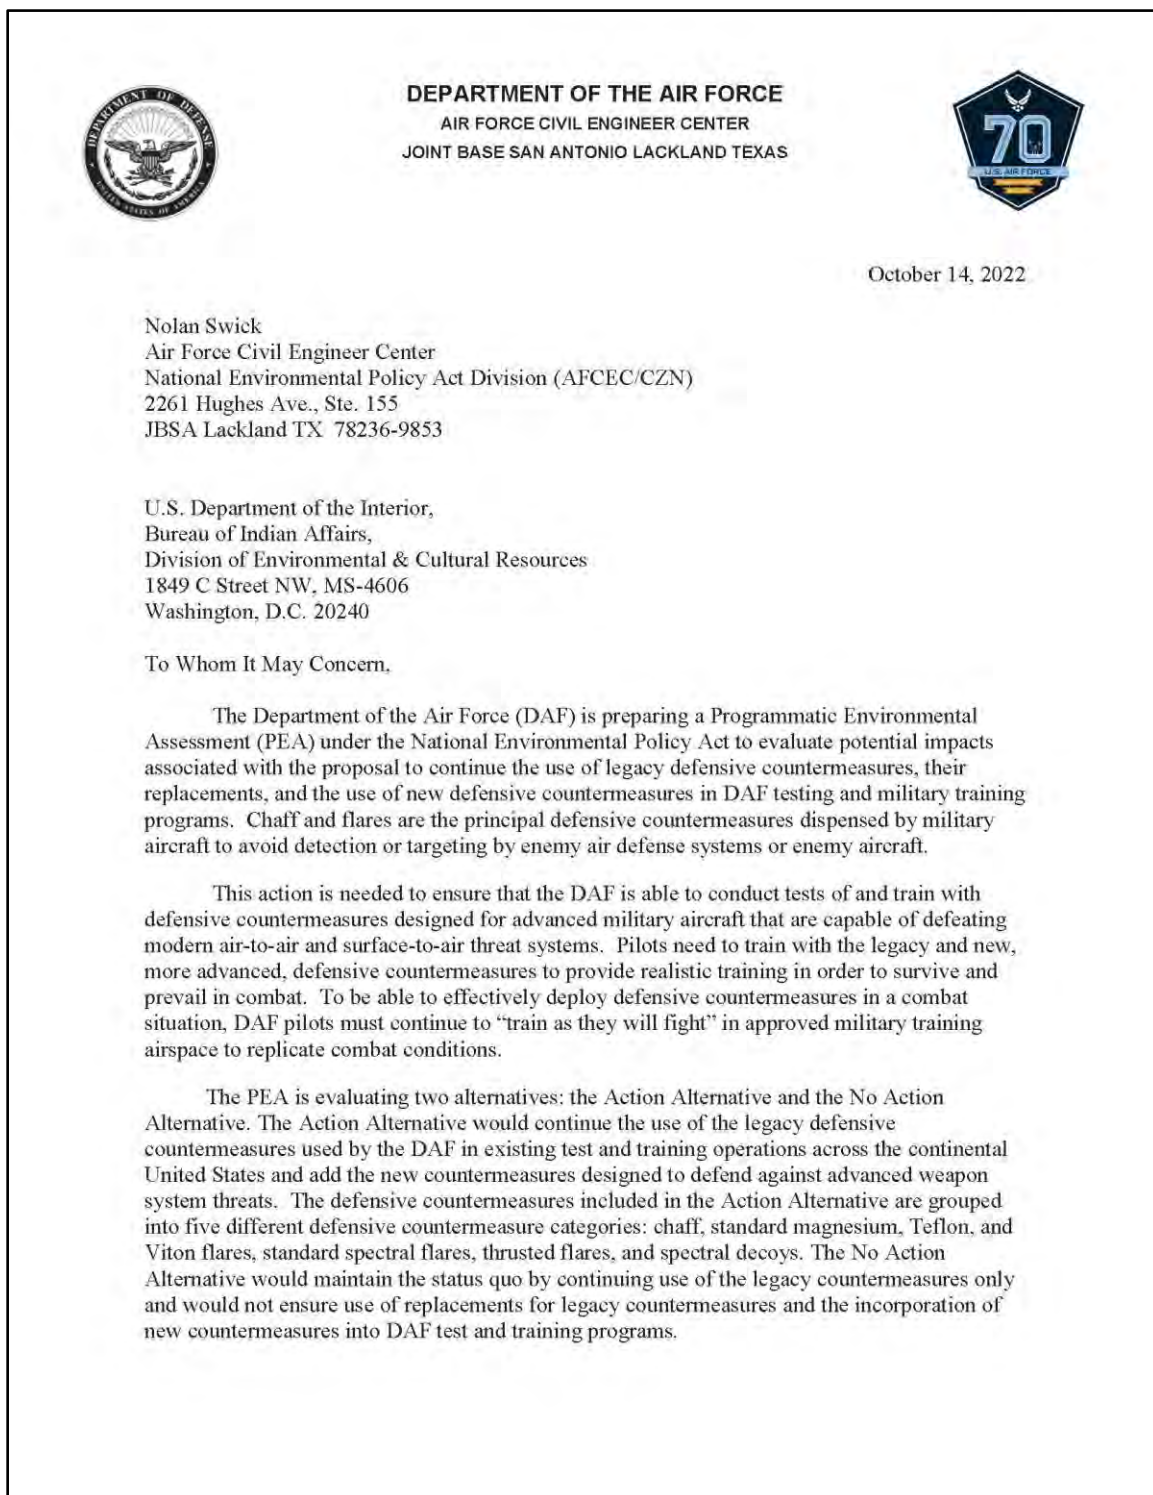 DEPARTMENT OF DEFENSE
UNITED STATES OF AMERICA
DEPARTMENT OF THE AIR FORCE
AIR FORCE CIVIL ENGINEER CENTER
JOINT BASE SAN ANTONIO LACKLAND TEXAS
70
U.S. AIR FORCE
October 14, 2022
Nolan Swick
Air Force Civil Engineer Center
National Environmental Policy Act Division (AFCEC/CZN)
2261 Hughes Ave., Ste. 155
JBSA Lackland TX 78236-9853
U.S. Department of the Interior,
Bureau of Indian Affairs,
Division of Environmental & Cultural Resources
1849 C Street NW, MS-4606
Washington, D.C. 20240
To Whom It May Concern,
The Department of the Air Force (DAF) is preparing a Programmatic Environmental
Assessment (PEA) under the National Environmental Policy Act to evaluate potential impacts
associated with the proposal to continue the use of legacy defensive countermeasures, their
replacements, and the use of new defensive countermeasures in DAF testing and military training
programs. Chaff and flares are the principal defensive countermeasures dispensed by military
aircraft to avoid detection or targeting by enemy air defense systems or enemy aircraft.
This action is needed to ensure that the DAF is able to conduct tests of and train with
defensive countermeasures designed for advanced military aircraft that are capable of defeating
modern air-to-air and surface-to-air threat systems. Pilots need to train with the legacy and new,
more advanced, defensive countermeasures to provide realistic training in order to survive and
prevail in combat. To be able to effectively deploy defensive countermeasures in a combat
situation, DAF pilots must continue to “train as they will fight” in approved military training
airspace to replicate combat conditions.
The PEA is evaluating two alternatives: the Action Alternative and the No Action
Alternative. The Action Alternative would continue the use of the legacy defensive
countermeasures used by the DAF in existing test and training operations across the continental
United States and add the new countermeasures designed to defend against advanced weapon
system threats. The defensive countermeasures included in the Action Alternative are grouped
into five different defensive countermeasure categories: chaff, standard magnesium, Teflon, and
Viton flares, standard spectral flares, thrusted flares, and spectral decoys. The No Action
Alternative would maintain the status quo by continuing use of the legacy countermeasures only
and would not ensure use of replacements for legacy countermeasures and the incorporation of
new countermeasures into DAF test and training programs.